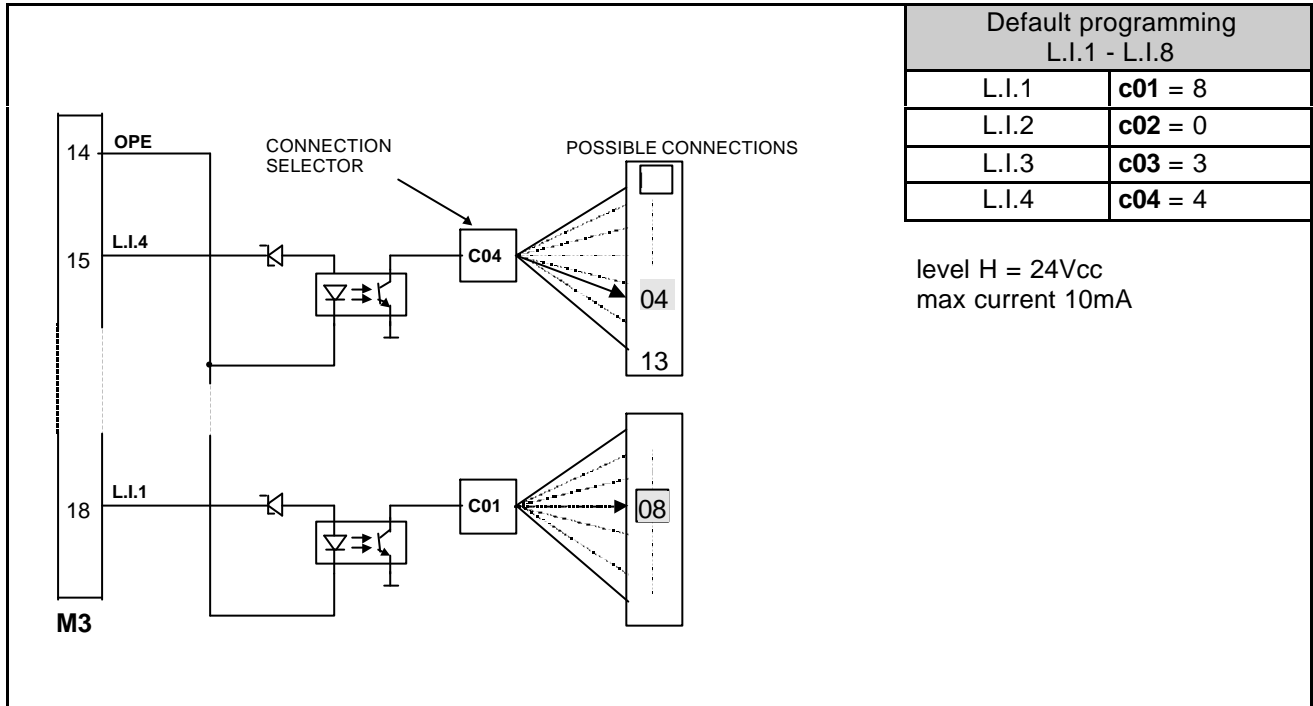 Default programming
L.I.1 - L.I.8
L.I.1 c01 = 8
L.I.2 c02 = 0
L.I.3 c03 = 3
L.I.4 c04 = 4
level H = 24Vcc
max current 10mA
14 OPE
CONNECTION
SELECTOR
POSSIBLE CONNECTIONS
15 L.I.4
C04
04
13
18 L.I.1
C01
08
M3